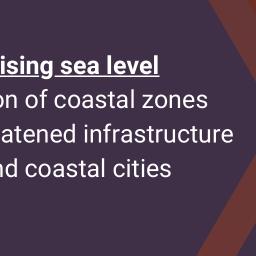 ising sea level
on of coastal zones
atened infrastructure
nd coastal cities